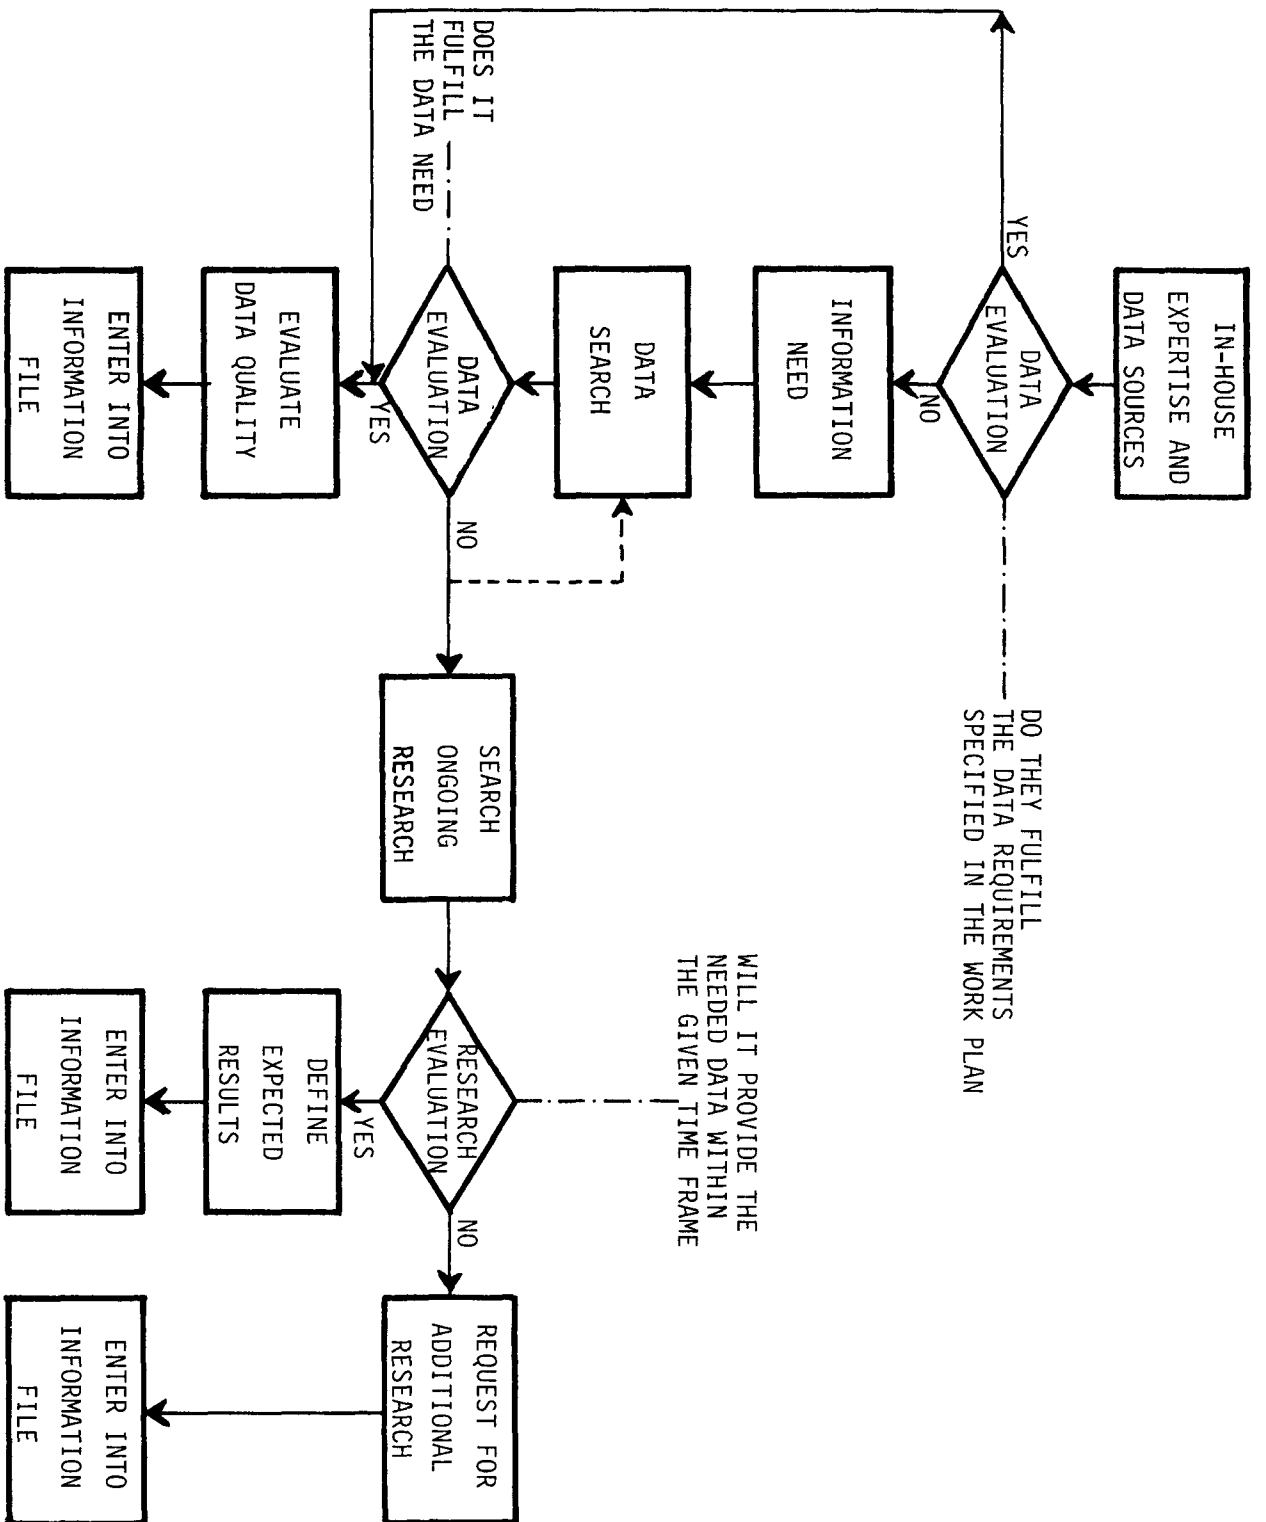 IN-HOUSE
EXPERTISE AND
DATA SOURCES
DATA
EVALUATION
YES
NO
DO THEY FULFILL
THE DATA REQUIREMENTS
SPECIFIED IN THE WORK PLAN
INFORMATION
NEED
DATA
SEARCH
DOES IT
FULFILL
THE DATA NEED
DATA
EVALUATION
YES
NO
EVALUATE
DATA QUALITY
ENTER INTO
INFORMATION
FILE
SEARCH
ONGOING
RESEARCH
WILL IT PROVIDE THE
NEEDED DATA WITHIN
THE GIVEN TIME FRAME
RESEARCH
EVALUATION
YES
NO
DEFINE
EXPECTED
RESULTS
ENTER INTO
INFORMATION
FILE
REQUEST FOR
ADDITIONAL
RESEARCH
ENTER INTO
INFORMATION
FILE